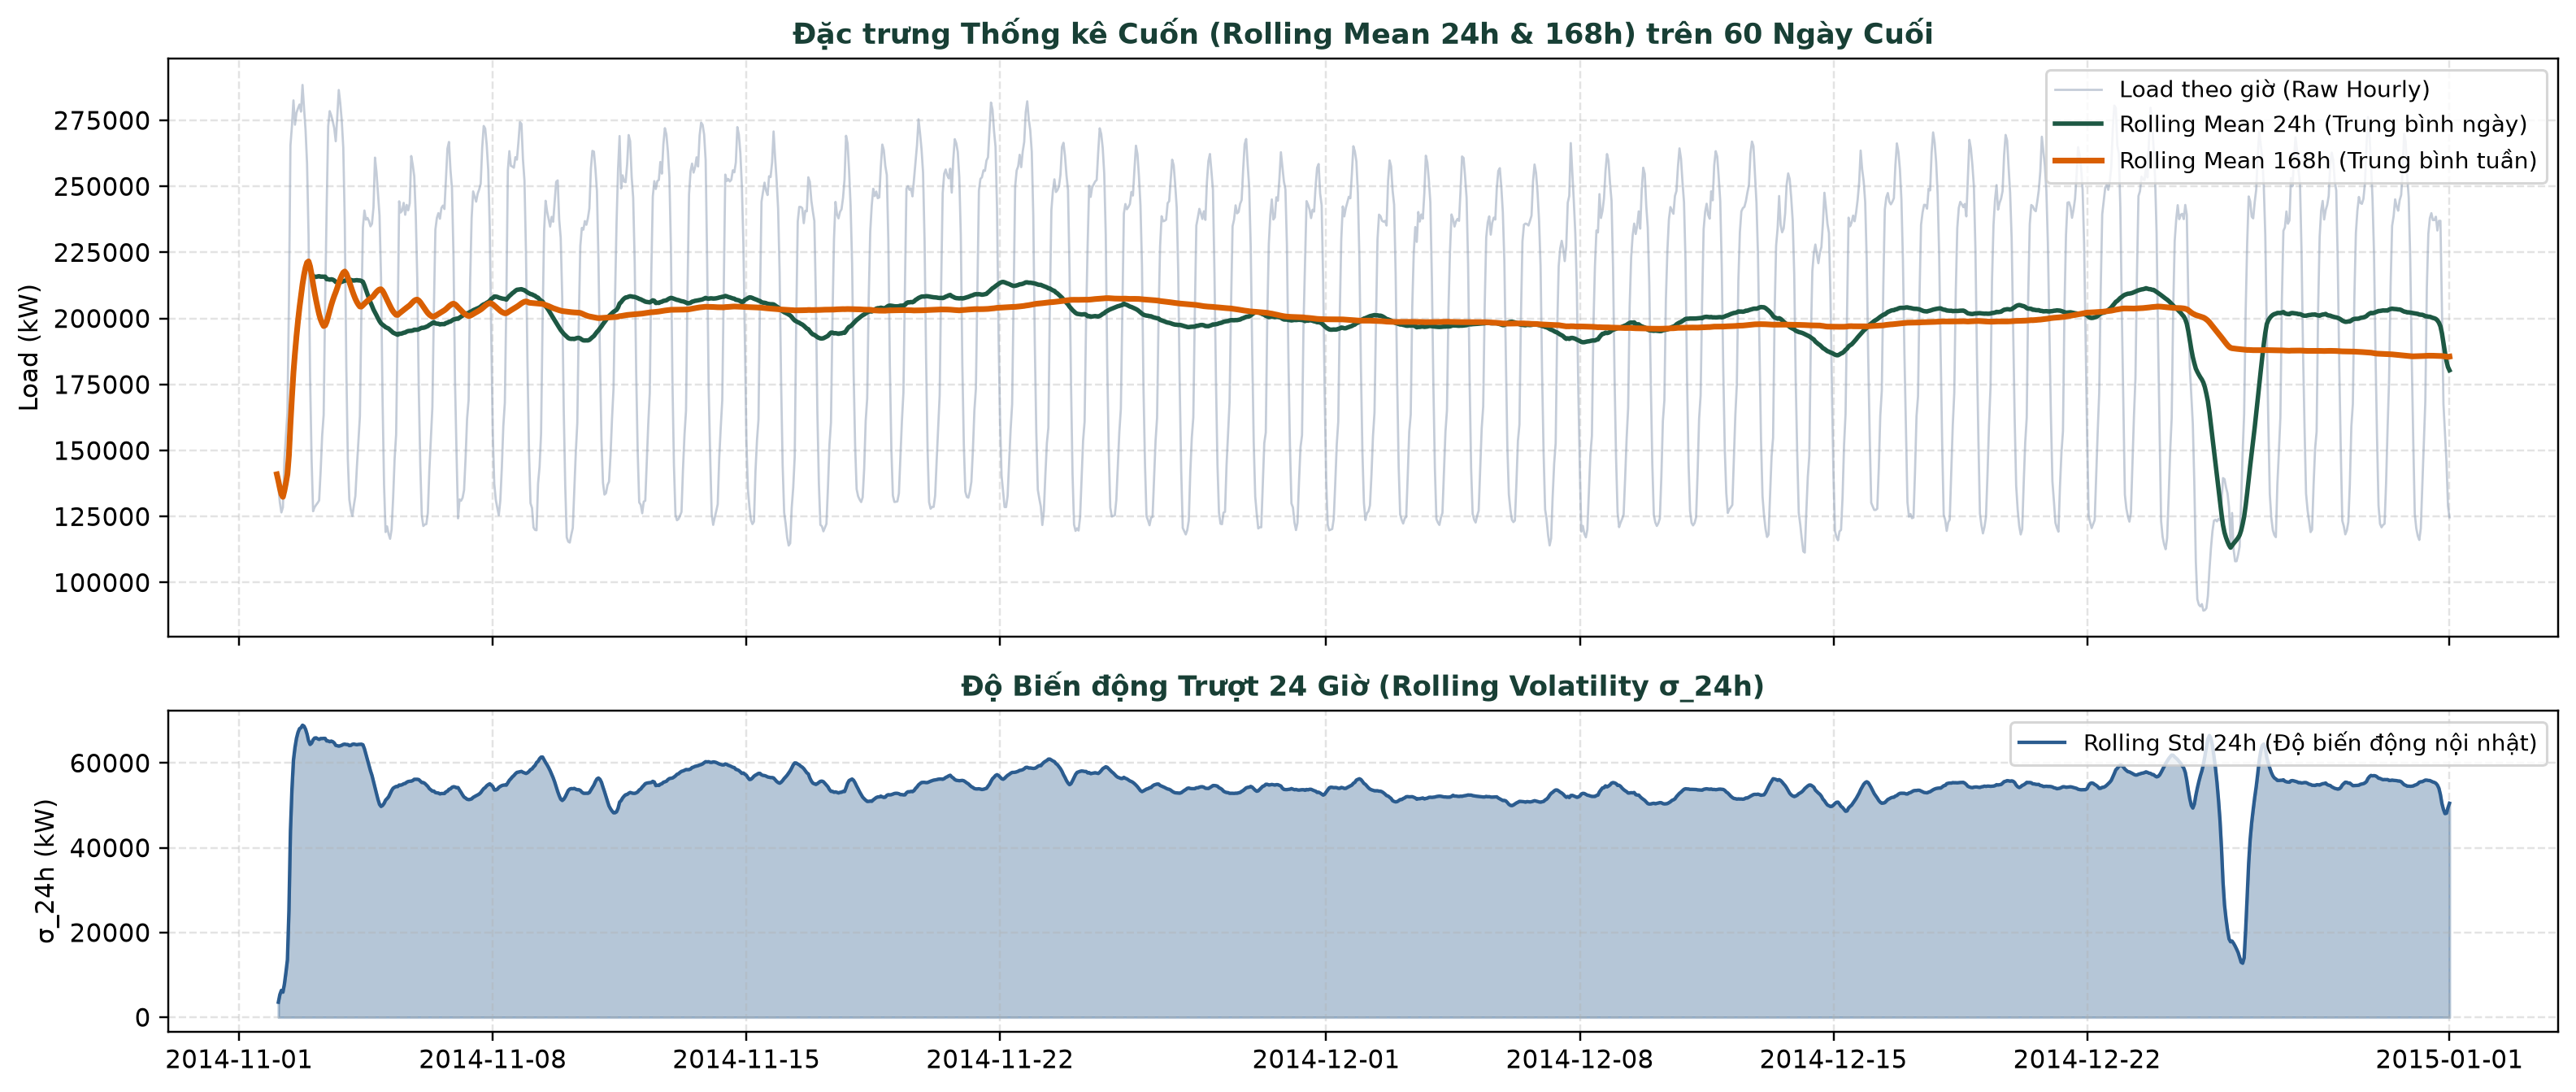 Đặc trưng Thống kê Cuốn (Rolling Mean 24h & 168h) trên 60 Ngày Cuối
Load theo giờ (Raw Hourly)
Rolling Mean 24h (Trung bình ngày)
Rolling Mean 168h (Trung bình tuần)
275000
250000
225000
200000
175000
150000
125000
100000
Load (kW)
Độ Biến động Trượt 24 Giờ (Rolling Volatility σ_24h)
Rolling Std 24h (Độ biến động nội nhật)
60000
40000
20000
0
σ_24h (kW)
2014-11-01 2014-11-08 2014-11-15 2014-11-22 2014-12-01 2014-12-08 2014-12-15 2014-12-22 2015-01-01